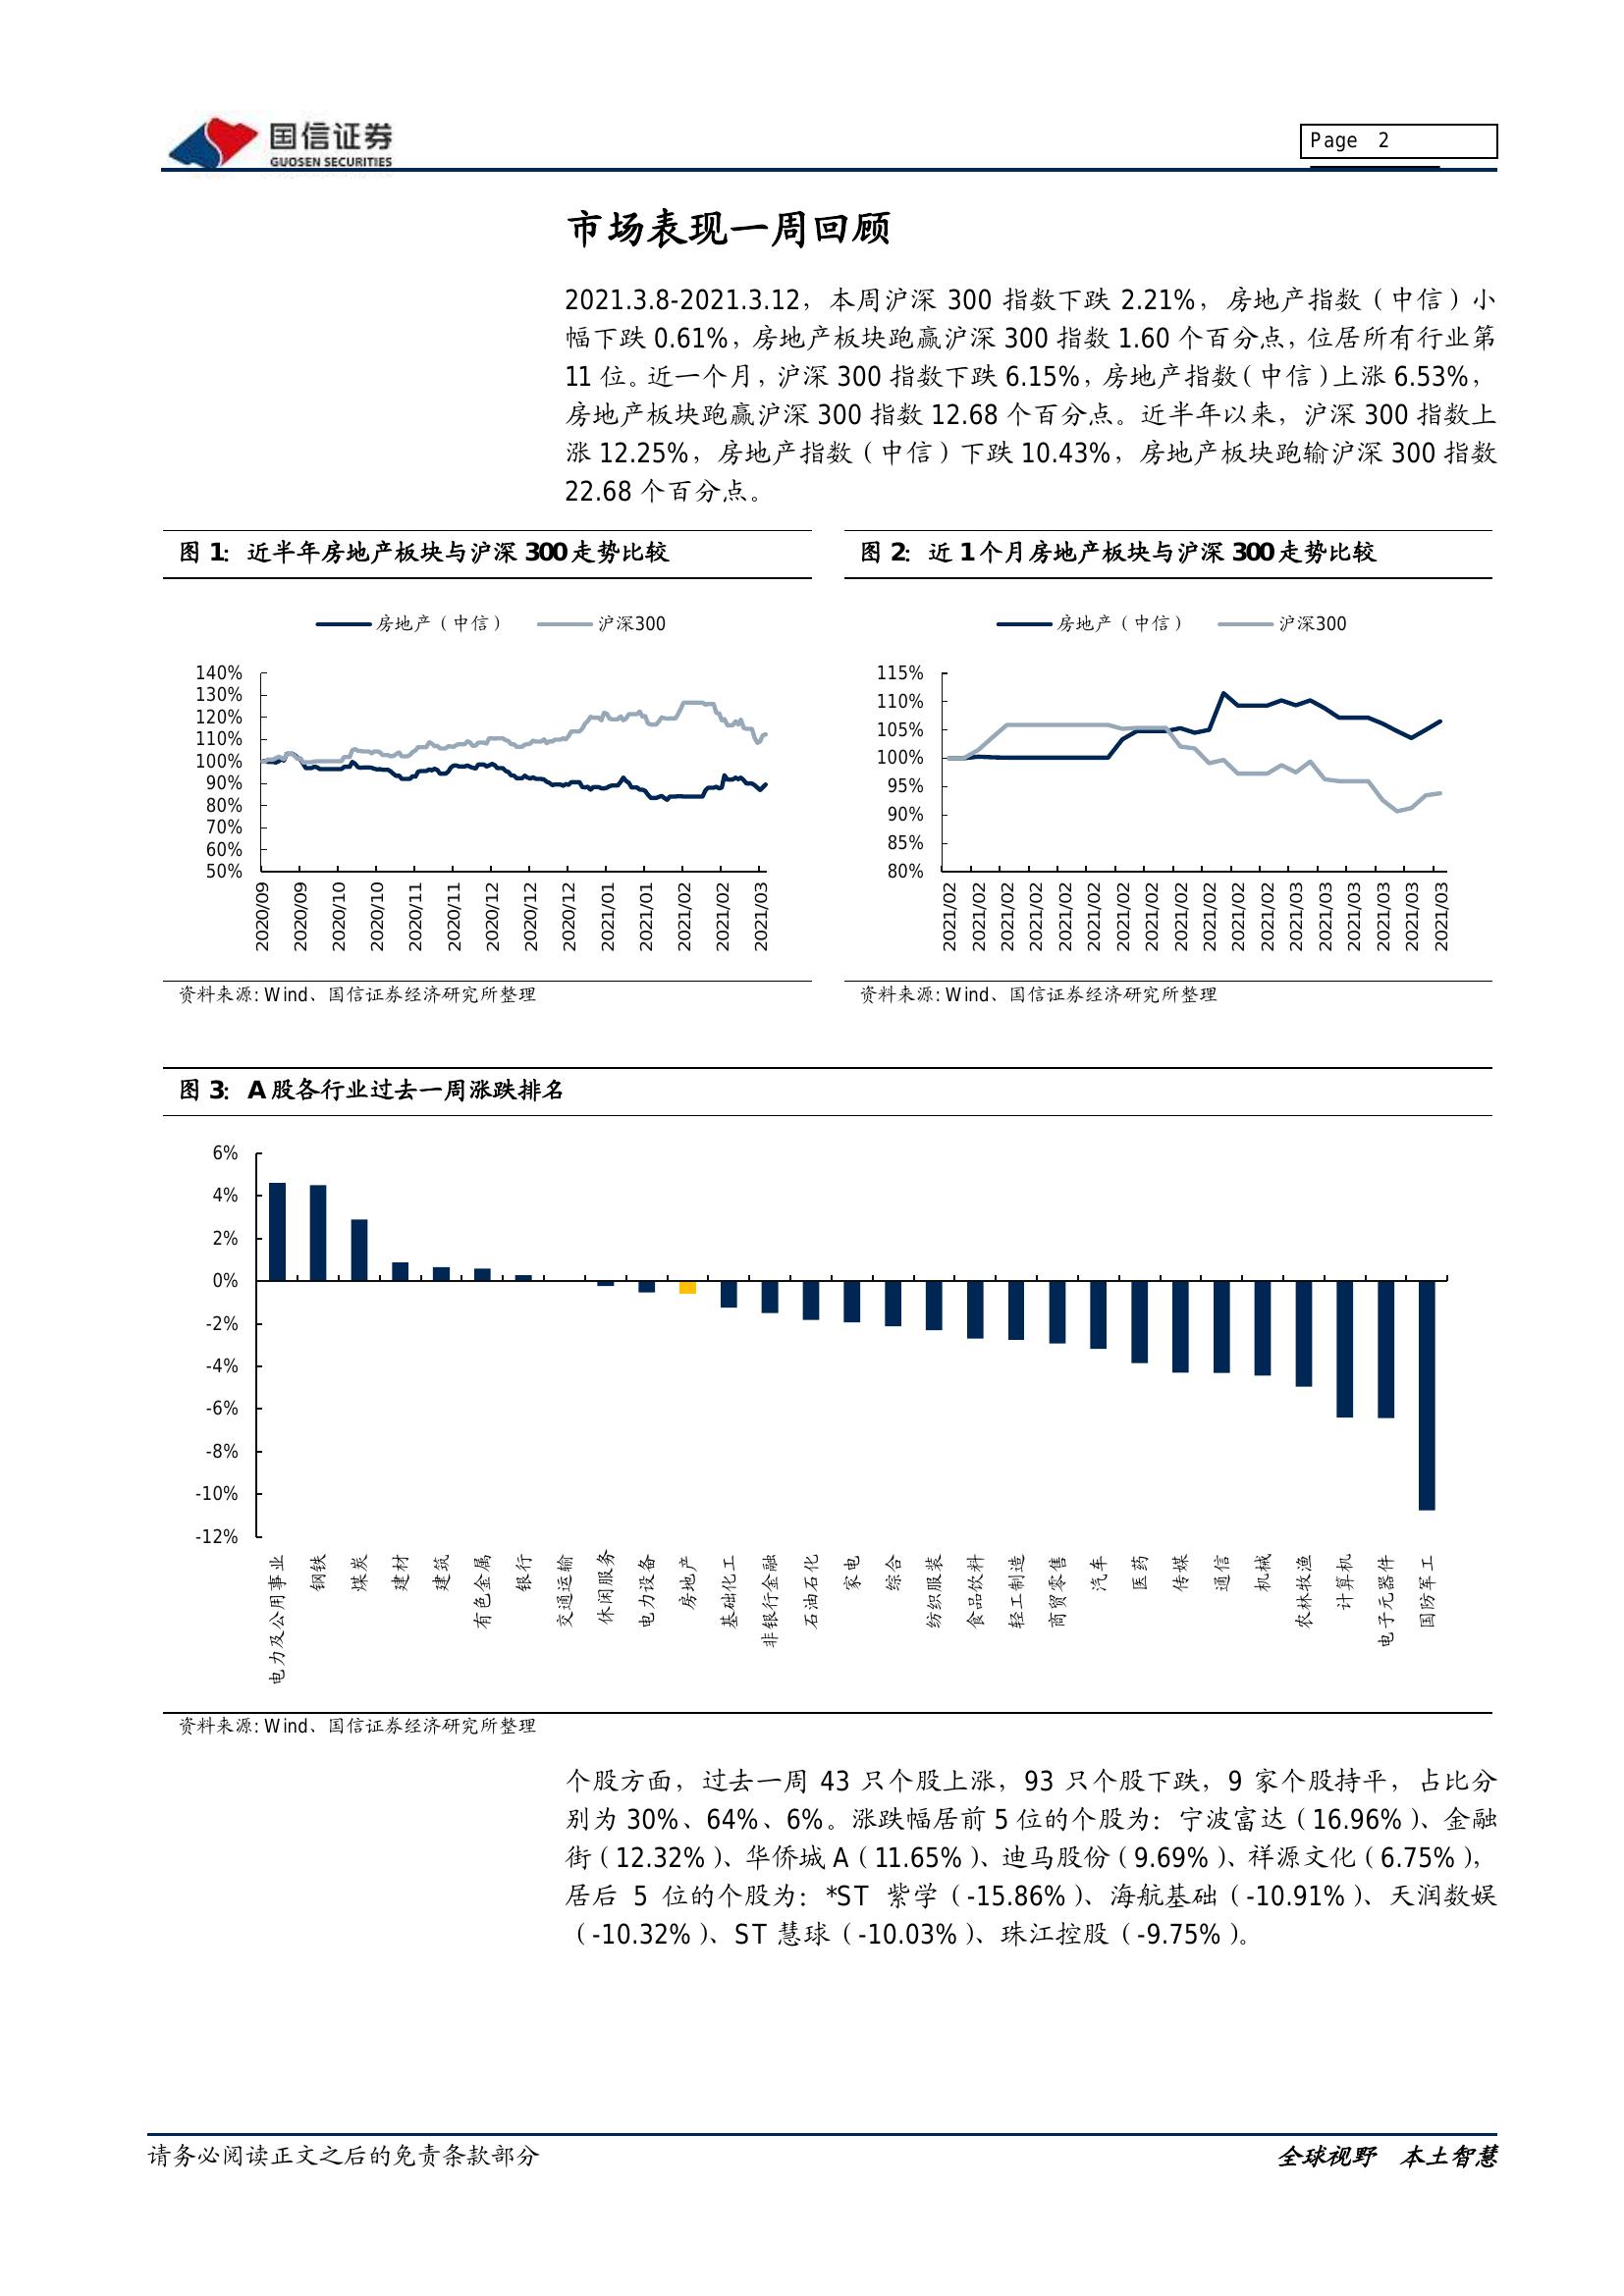 国信证券
GUOSEN SECURITIES
Page 2
市场表现一周回顾
2021.3.8-2021.3.12，本周沪深 300 指数下跌 2.21%，房地产指数（中信）小
幅下跌 0.61%，房地产板块跑赢沪深 300 指数 1.60 个百分点，位居所有行业第
11 位。近一个月，沪深 300 指数下跌 6.15%，房地产指数（中信）上涨 6.53%，
房地产板块跑赢沪深 300 指数 12.68 个百分点。近半年以来，沪深 300 指数上
涨 12.25%，房地产指数（中信）下跌 10.43%，房地产板块跑输沪深 300 指数
22.68 个百分点。
图 1：近半年房地产板块与沪深 300 走势比较
房地产（中信） 沪深300
140%
130%
120%
110%
100%
90%
80%
70%
60%
50%
2020/09 2020/09 2020/10 2020/10 2020/11 2020/11 2020/12 2020/12 2020/12 2021/01 2021/01 2021/02 2021/02 2021/03
资料来源：Wind、国信证券经济研究所整理
图 2：近 1 个月房地产板块与沪深 300 走势比较
房地产（中信） 沪深300
115%
110%
105%
100%
95%
90%
85%
80%
2021/02 2021/02 2021/02 2021/02 2021/02 2021/02 2021/02 2021/02 2021/02 2021/02 2021/02 2021/02 2021/03 2021/03 2021/03 2021/03 2021/03 2021/03
资料来源：Wind、国信证券经济研究所整理
图 3：A 股各行业过去一周涨跌排名
6%
4%
2%
0%
-2%
-4%
-6%
-8%
-10%
-12%
电力及公用事业 钢铁 煤炭 建材 建筑 有色金属 银行 交通运输 休闲服务 电力设备 房地产 基础化工 非银行金融 石油石化 家电 综合 纺织服装 食品饮料 轻工制造 商贸零售 汽车 医药 传媒 通信 机械 农林牧渔 计算机 电子元器件 国防军工
资料来源：Wind、国信证券经济研究所整理
个股方面，过去一周 43 只个股上涨，93 只个股下跌，9 家个股持平，占比分
别为 30%、64%、6%。涨跌幅居前 5 位的个股为：宁波富达（16.96%）、金融
街（12.32%）、华侨城 A（11.65%）、迪马股份（9.69%）、祥源文化（6.75%），
居后 5 位的个股为：*ST 紫学（-15.86%）、海航基础（-10.91%）、天润数娱
（-10.32%）、ST 慧球（-10.03%）、珠江控股（-9.75%）。
请务必阅读正文之后的免责条款部分
全球视野 本土智慧